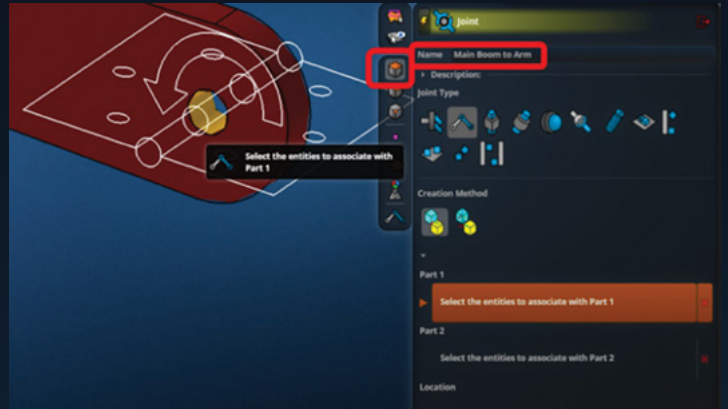 Joint
Name Main Boom to Arm
Description:
Joint Type
Select the entities to associate with
Part 1
Creation Method
Part 1
Select the entities to associate with Part 1
Part 2
Select the entities to associate with Part 2
Location